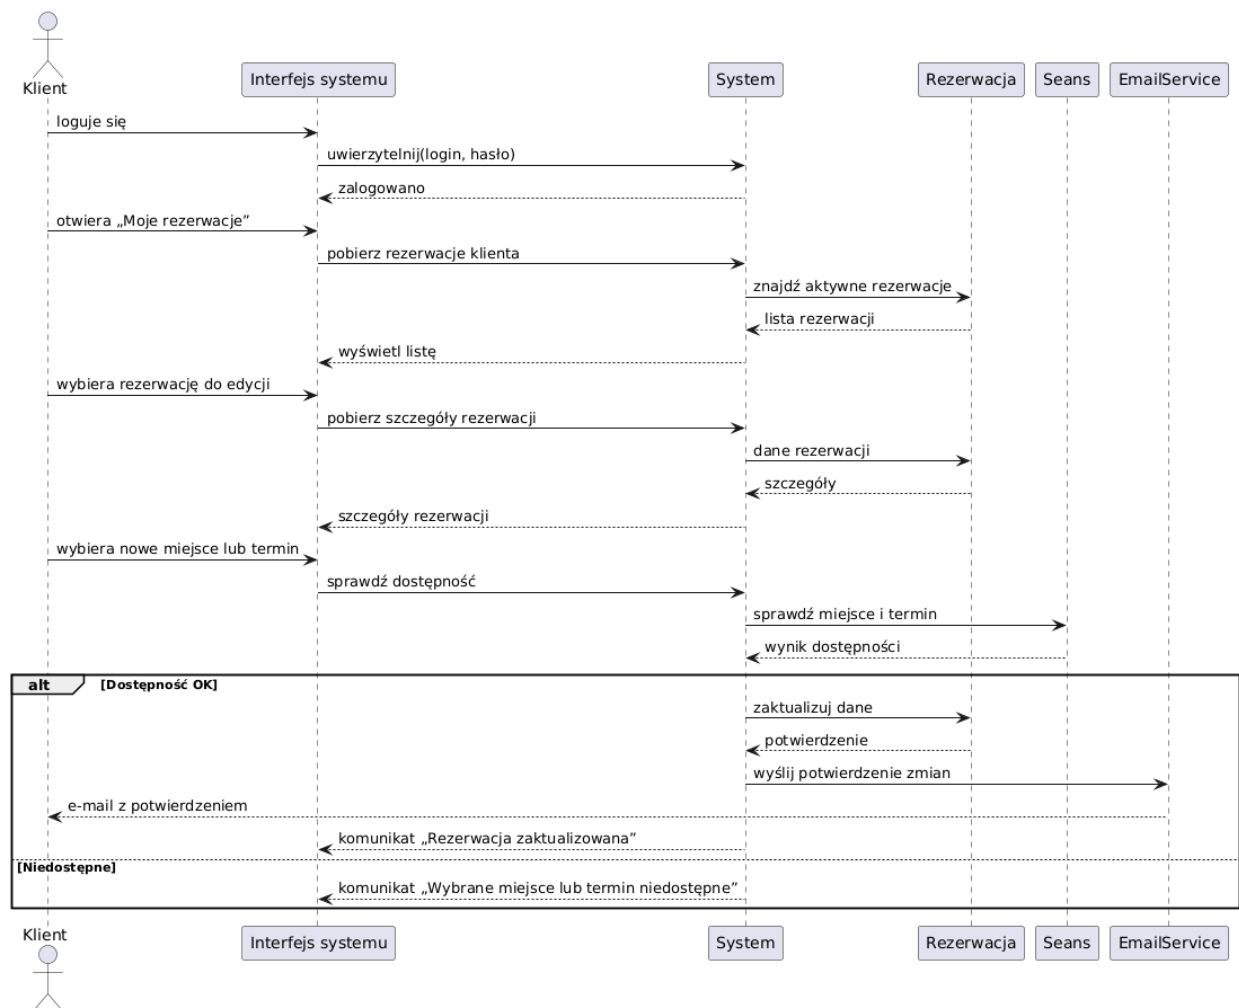 Klient
Interfejs systemu
System
Rezerwacja
Seans
EmailService
loguje się
uwierzytelnij(login, hasło)
zalogowano
otwiera „Moje rezerwacje”
pobierz rezerwacje klienta
znajdź aktywne rezerwacje
lista rezerwacji
wyświetl listę
wybiera rezerwację do edycji
pobierz szczegóły rezerwacji
dane rezerwacji
szczegóły
szczegóły rezerwacji
wybiera nowe miejsce lub termin
sprawdź dostępność
sprawdź miejsce i termin
wynik dostępności
alt
[Dostępność OK]
zaktualizuj dane
potwierdzenie
wyślij potwierdzenie zmian
e-mail z potwierdzeniem
komunikat „Rezerwacja zaktualizowana”
[Niedostępne]
komunikat „Wybrane miejsce lub termin niedostępne”
Klient
Interfejs systemu
System
Rezerwacja
Seans
EmailService